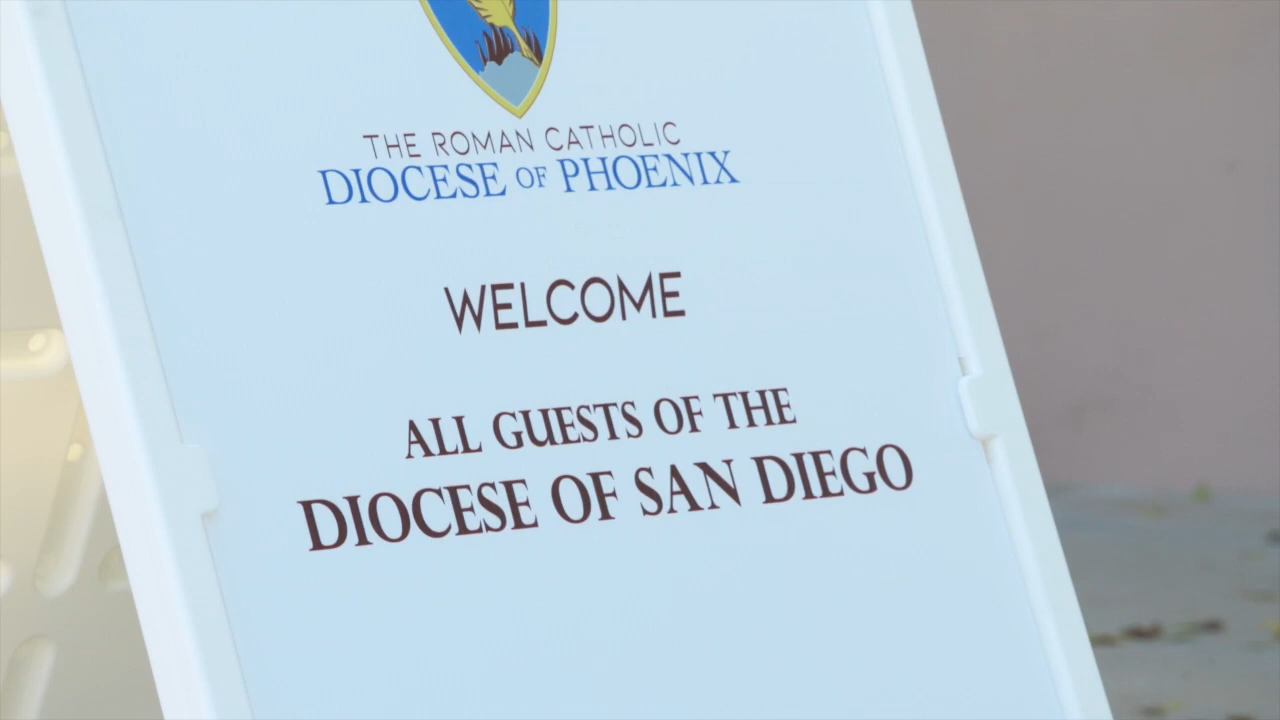 THE ROMAN CATHOLIC
DIOCESE OF PHOENIX
WELCOME
ALL GUESTS OF THE
DIOCESE OF SAN DIEGO